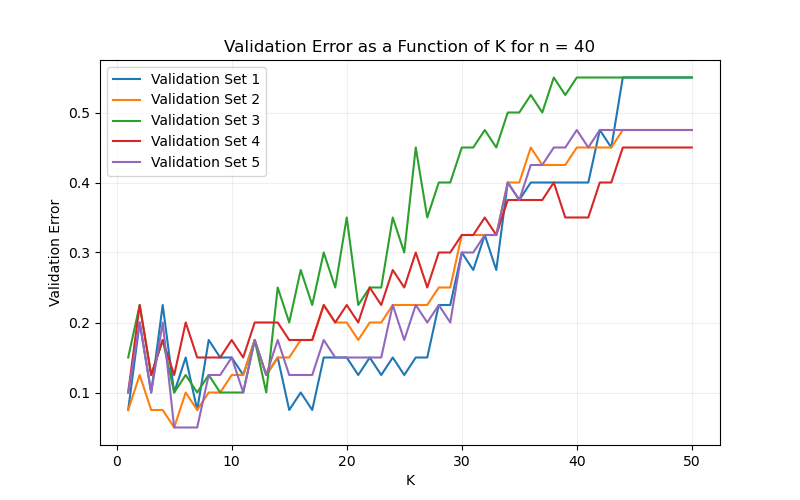 Validation Error as a Function of K for n = 40
Validation Set 1
Validation Set 2
Validation Set 3
Validation Set 4
Validation Set 5
Validation Error
0.5
0.4
0.3
0.2
0.1
0 10 20 30 40 50
K